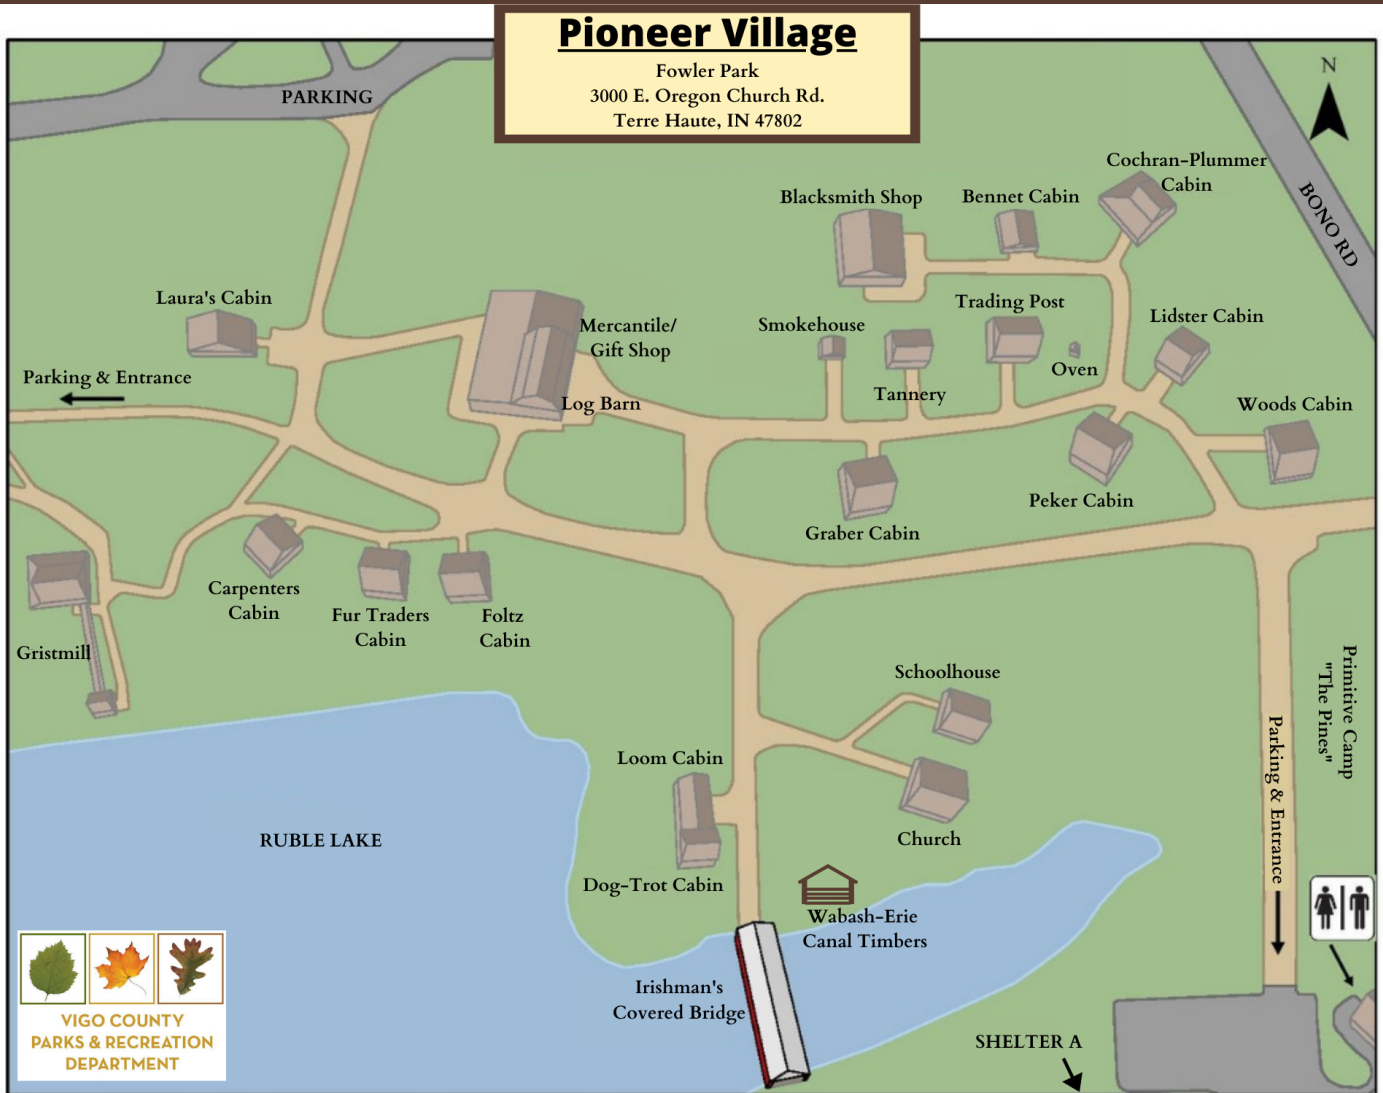 Pioneer Village
Fowler Park
3000 E. Oregon Church Rd.
Terre Haute, IN 47802
PARKING
N
BONO RD
Cochran-Plummer
Cabin
Blacksmith Shop
Bennet Cabin
Laura's Cabin
Mercantile/
Gift Shop
Log Barn
Smokehouse
Trading Post
Lidster Cabin
Oven
Tannery
Parking & Entrance
Woods Cabin
Peker Cabin
Graber Cabin
Carpenters
Cabin
Fur Traders
Cabin
Foltz
Cabin
Gristmill
Schoolhouse
Primitive Camp
"The Pines"
Parking & Entrance
Loom Cabin
Church
RUBLE LAKE
Dog-Trot Cabin
Wabash-Erie
Canal Timbers
Irishman's
Covered Bridge
SHELTER A
VIGO COUNTY
PARKS & RECREATION
DEPARTMENT